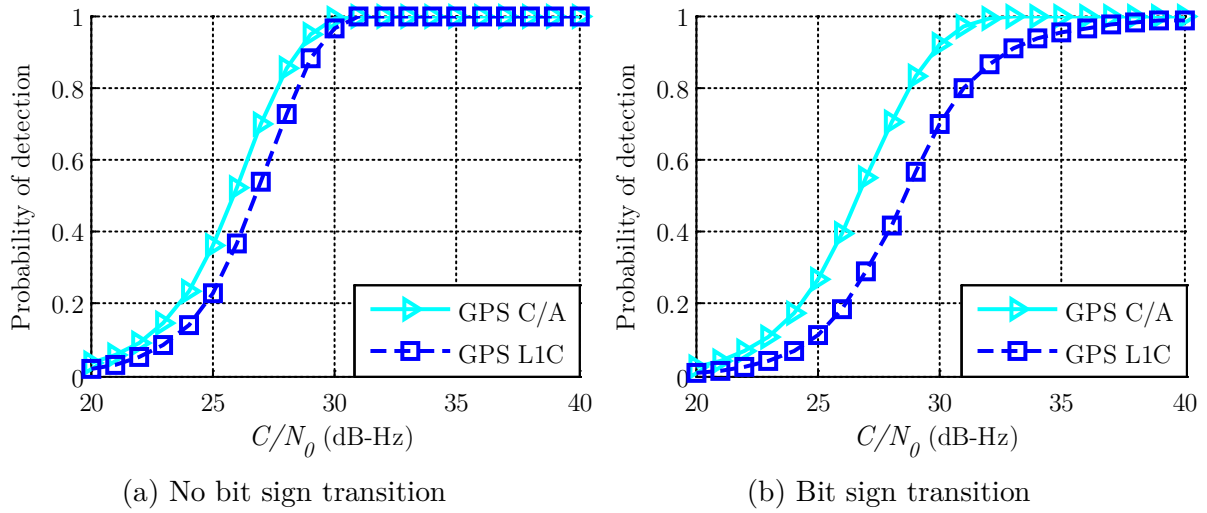 Probability of detection
1
0.8
0.6
0.4
0.2
0
20 25 30 35 40
C/N0 (dB-Hz)
GPS C/A
GPS L1C
(a) No bit sign transition
Probability of detection
1
0.8
0.6
0.4
0.2
0
20 25 30 35 40
C/N0 (dB-Hz)
GPS C/A
GPS L1C
(b) Bit sign transition